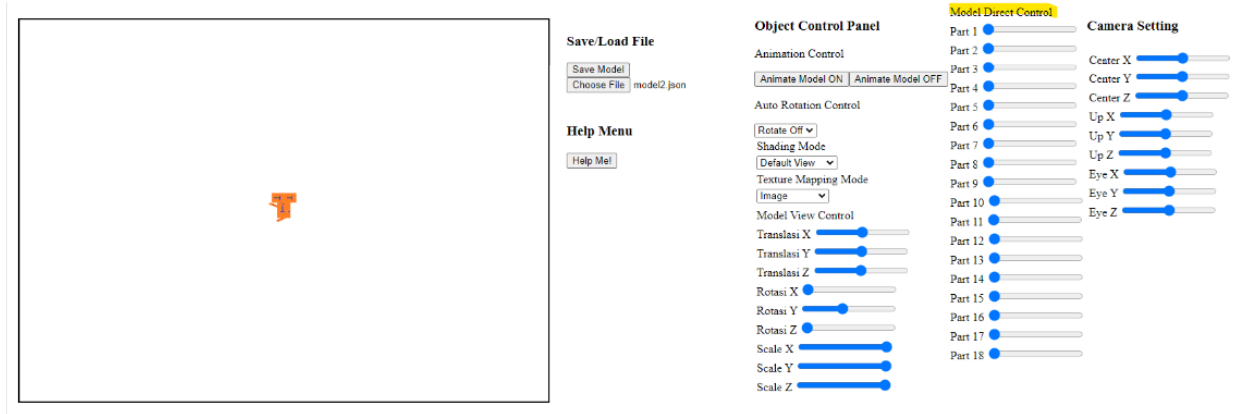 Save/Load File
Save Model
Choose File model2.json
Help Menu
Help Me!
Object Control Panel
Animation Control
Animate Model ON Animate Model OFF
Auto Rotation Control
Rotate Off
Shading Mode
Default View
Texture Mapping Mode
Image
Model View Control
Translasi X
Translasi Y
Translasi Z
Rotasi X
Rotasi Y
Rotasi Z
Scale X
Scale Y
Scale Z
Model Direct Control
Part 1
Part 2
Part 3
Part 4
Part 5
Part 6
Part 7
Part 8
Part 9
Part 10
Part 11
Part 12
Part 13
Part 14
Part 15
Part 16
Part 17
Part 18
Camera Setting
Center X
Center Y
Center Z
Up X
Up Y
Up Z
Eye X
Eye Y
Eye Z